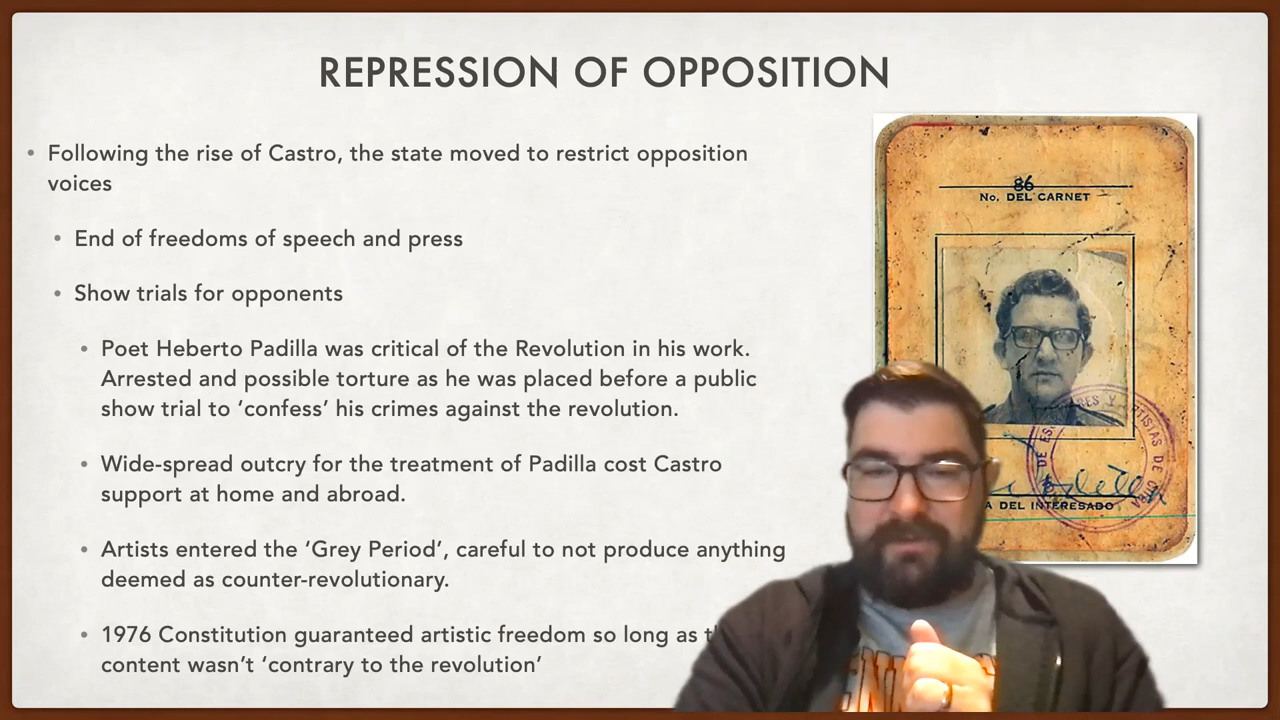 REPRESSION OF OPPOSITION
• Following the rise of Castro, the state moved to restrict opposition
voices
• End of freedoms of speech and press
• Show trials for opponents
• Poet Heberto Padilla was critical of the Revolution in his work.
Arrested and possible torture as he was placed before a public
show trial to ‘confess’ his crimes against the revolution.
• Wide-spread outcry for the treatment of Padilla cost Castro
support at home and abroad.
• Artists entered the ‘Grey Period’, careful to not produce anything
deemed as counter-revolutionary.
• 1976 Constitution guaranteed artistic freedom so long as
content wasn’t ‘contrary to the revolution’
86
No. DEL CARNET
DEL INTERESADO